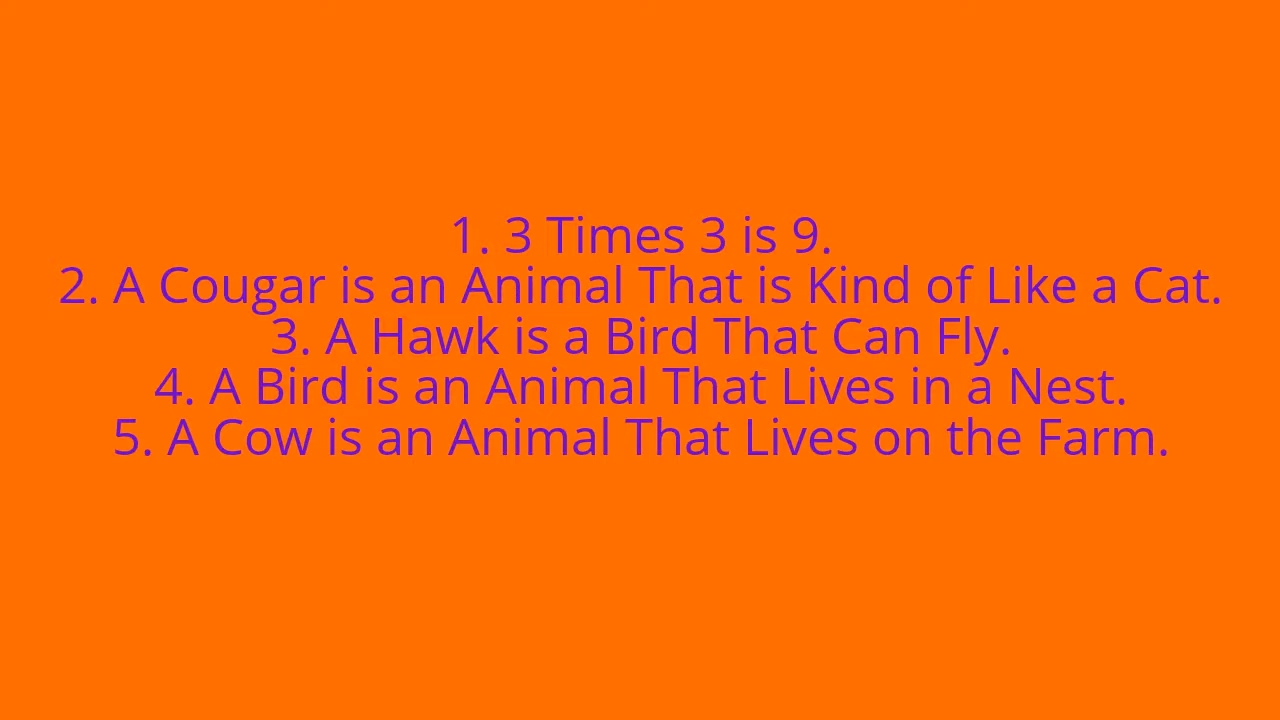 1. 3 Times 3 is 9.
2. A Cougar is an Animal That is Kind of Like a Cat.
3. A Hawk is a Bird That Can Fly.
4. A Bird is an Animal That Lives in a Nest.
5. A Cow is an Animal That Lives on the Farm.